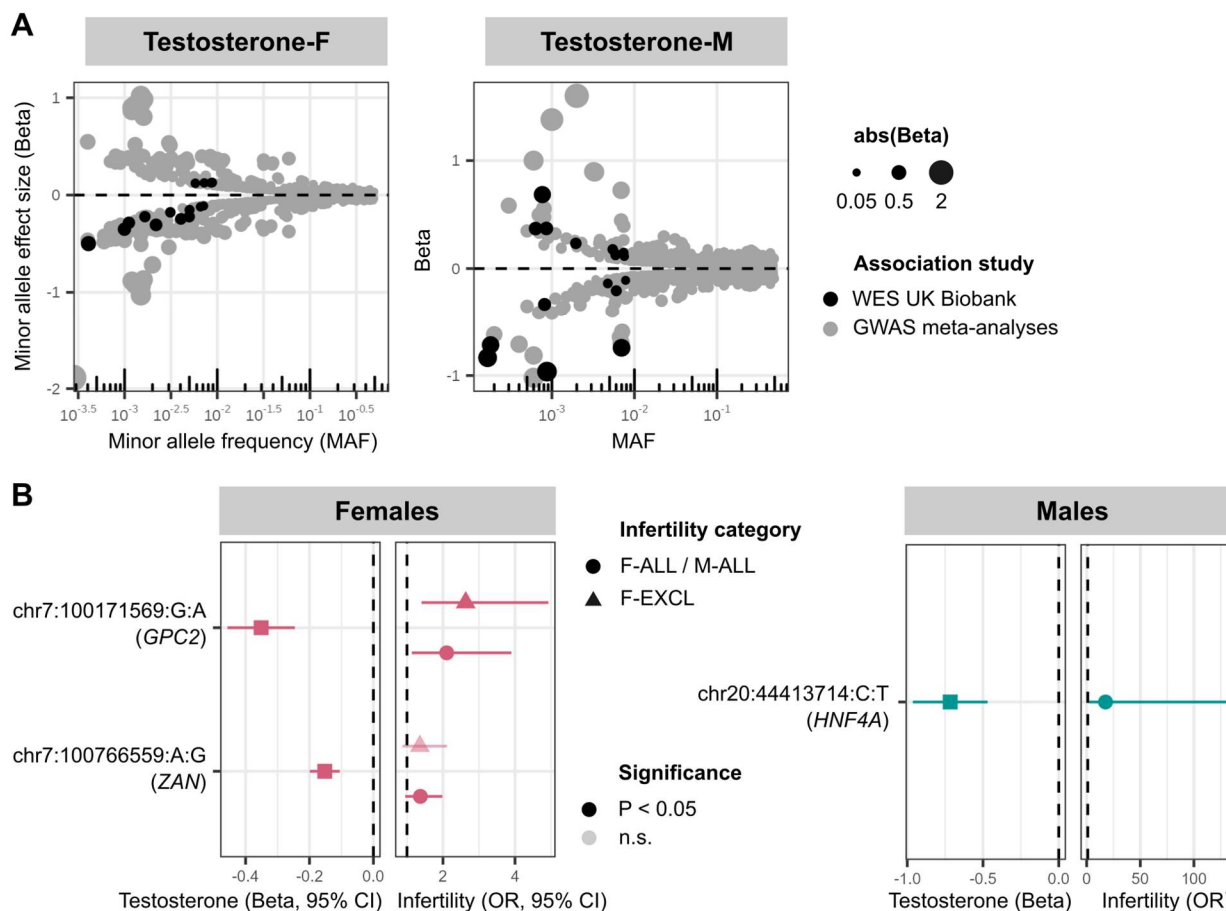 A
Testosterone-F
Testosterone-M
Minor allele effect size (Beta)
1
0
-1
-2
10-3.5
10-3
10-2.5
10-2
10-1.5
10-1
10-0.5
Minor allele frequency (MAF)
Beta
1
0
-1
10-3
10-2
10-1
MAF
abs(Beta)
0.05 0.5 2
Association study
WES UK Biobank
GWAS meta-analyses
B
Females
chr7:100171569:G:A
(GPC2)
chr7:100766559:A:G
(ZAN)
-0.4
-0.2
0.0
Testosterone (Beta, 95% CI)
2
4
Infertility (OR, 95% CI)
Infertility category
F-ALL / M-ALL
F-EXCL
Significance
P < 0.05
n.s.
Males
chr20:44413714:C:T
(HNF4A)
-1.0
-0.5
0.0
Testosterone (Beta)
0
50
100
Infertility (OR